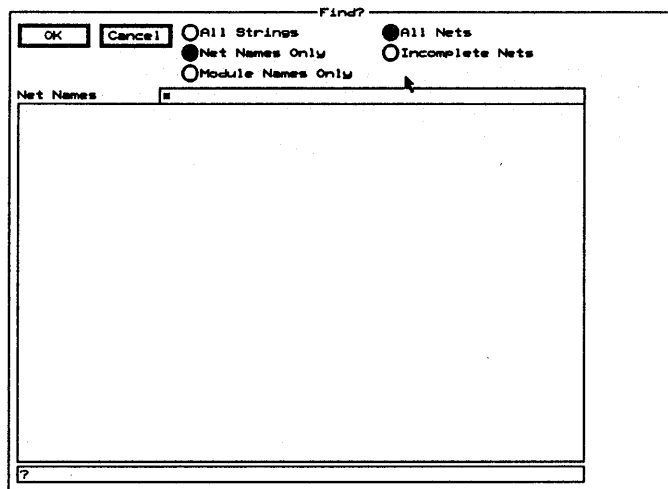 Find?
OK Cancel All Strings All Nets
Net Names Only Incomplete Nets
Module Names Only
Net Names
?